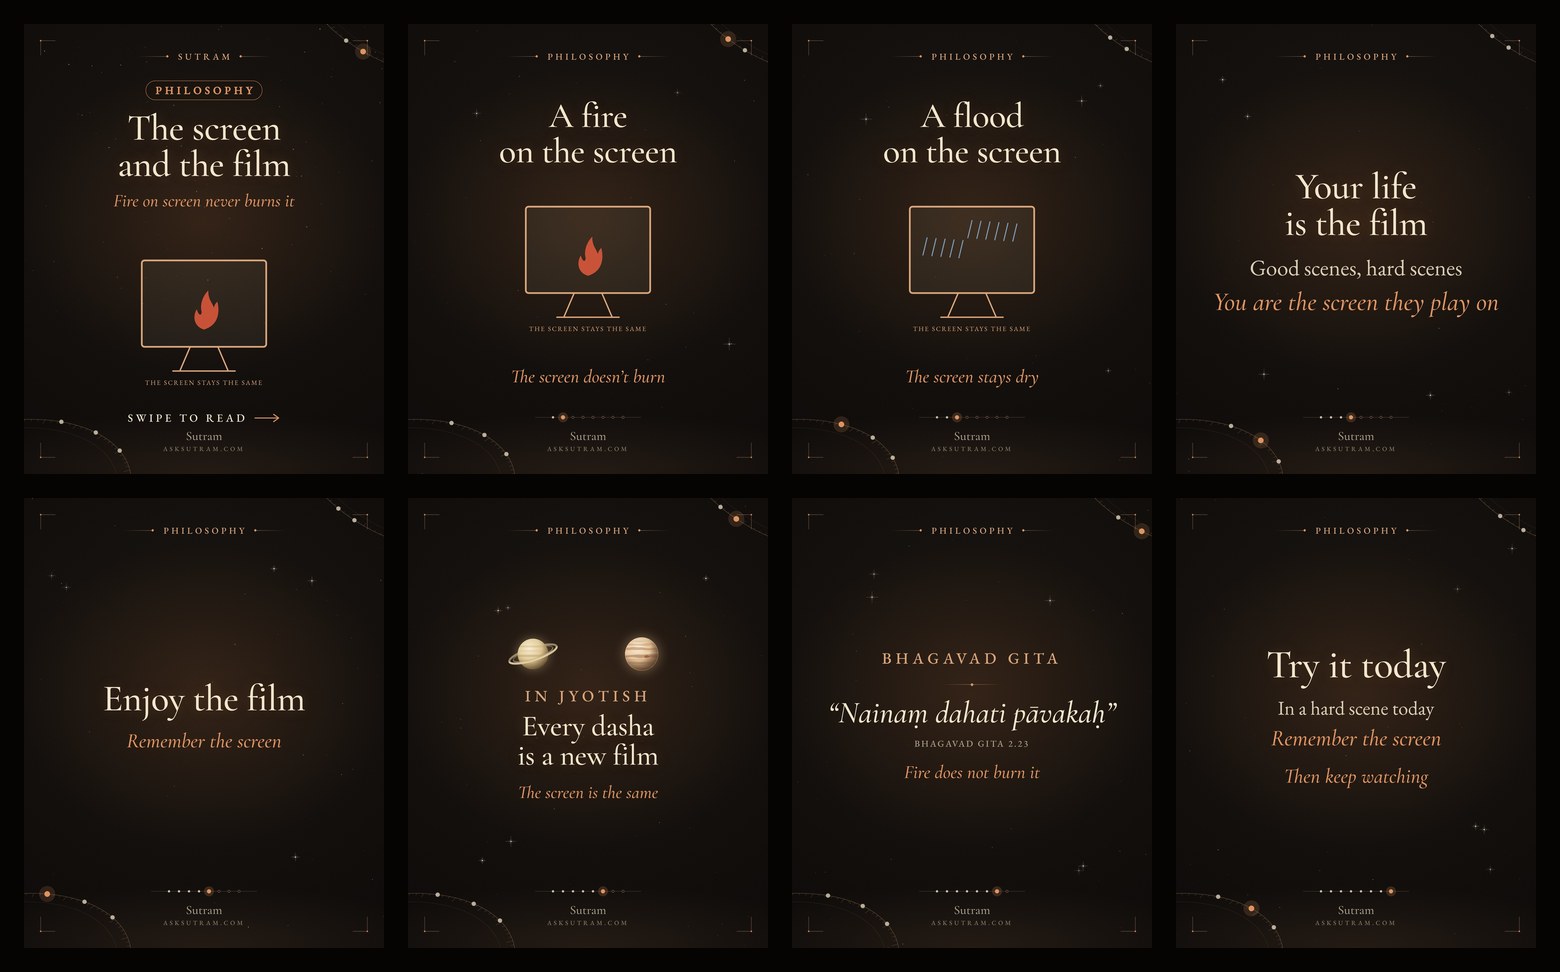 SUTRAM
PHILOSOPHY
The screen
and the film
Fire on screen never burns it
THE SCREEN STAYS THE SAME
SWIPE TO READ
Sutram
ASKSUTRAM.COM
PHILOSOPHY
A fire
on the screen
THE SCREEN STAYS THE SAME
The screen doesn’t burn
Sutram
ASKSUTRAM.COM
PHILOSOPHY
A flood
on the screen
THE SCREEN STAYS THE SAME
The screen stays dry
Sutram
ASKSUTRAM.COM
PHILOSOPHY
Your life
is the film
Good scenes, hard scenes
You are the screen they play on
Sutram
ASKSUTRAM.COM
PHILOSOPHY
Enjoy the film
Remember the screen
Sutram
ASKSUTRAM.COM
PHILOSOPHY
IN JYOTISH
Every dasha
is a new film
The screen is the same
Sutram
ASKSUTRAM.COM
PHILOSOPHY
BHAGAVAD GITA
“Nainaṃ dahati pāvakaḥ”
BHAGAVAD GITA 2.23
Fire does not burn it
Sutram
ASKSUTRAM.COM
PHILOSOPHY
Try it today
In a hard scene today
Remember the screen
Then keep watching
Sutram
ASKSUTRAM.COM